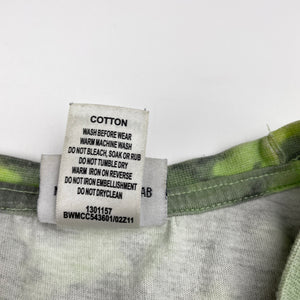 COTTON
WASH BEFORE WEAR
WARM MACHINE WASH
DO NOT BLEACH, SOAK OR RUB
DO NOT TUMBLE DRY
WARM IRON ON REVERSE
DO NOT IRON EMBELLISHMENT
DO NOT DRYCLEAN
1301157
BWMCC543601/02Z11